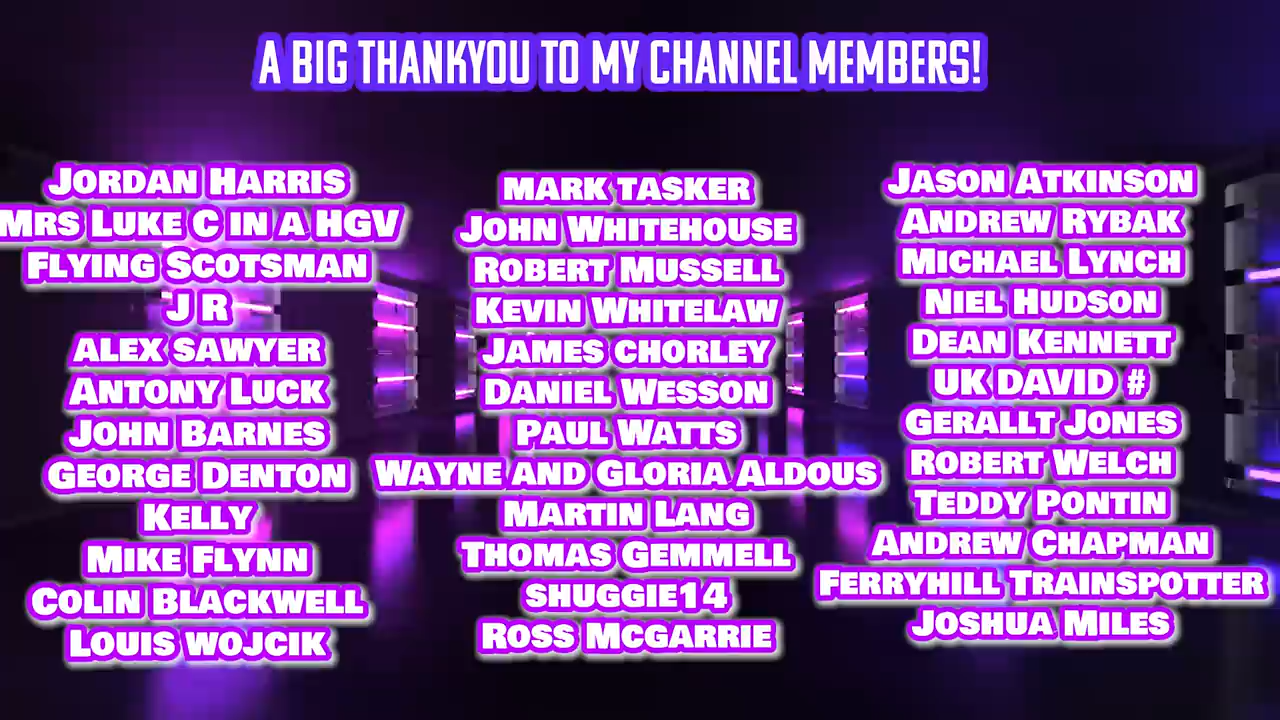 A BIG THANKYOU TO MY CHANNEL MEMBERS!
Jordan Harris
Mrs Luke C in a HGV
Flying Scotsman
J R
alex sawyer
Antony Luck
John Barnes
George Denton
Kelly
Mike Flynn
Colin Blackwell
Louis wojcik
mark tasker
John Whitehouse
Robert Mussell
Kevin Whitelaw
James chorley
Daniel Wesson
Paul Watts
Wayne and Gloria Aldous
Martin Lang
Thomas Gemmell
shuggie14
Ross Mcgarrie
Jason Atkinson
Andrew Rybak
Michael Lynch
Niel Hudson
Dean Kennett
UK DAVID #
Gerallt Jones
Robert Welch
Teddy Pontin
Andrew Chapman
Ferryhill Trainspotter
Joshua Miles